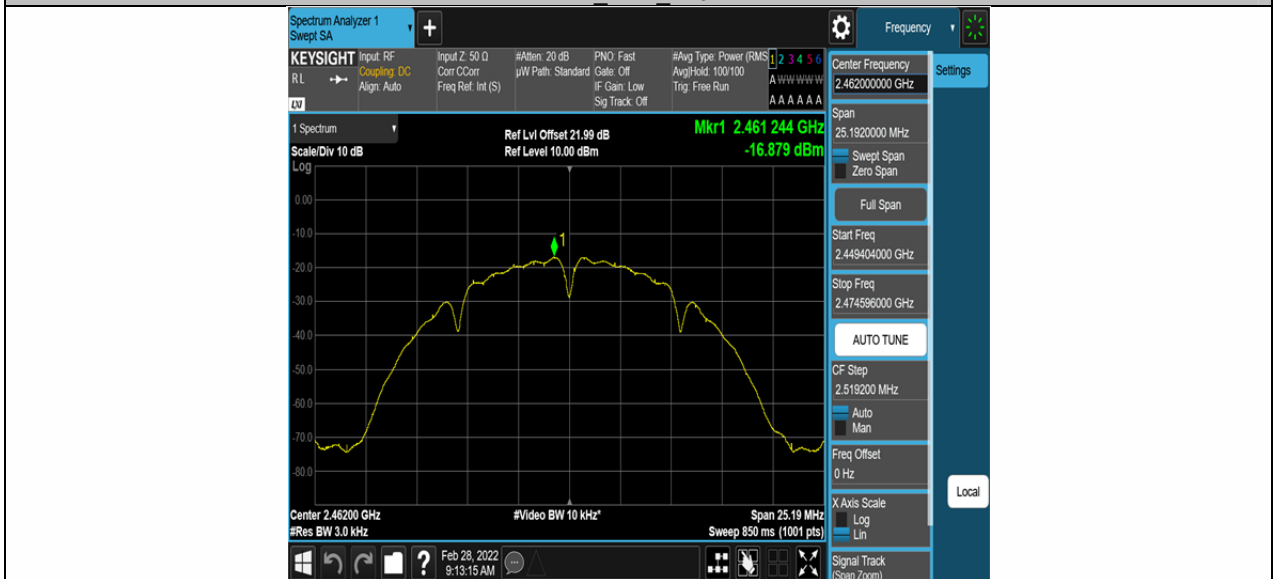 Spectrum Analyzer 1
Swept SA
+
Frequency
KEYSIGHT
Input: RF
Coupling: DC
Align: Auto
Input Z: 50 Ω
Corr CCorr
Freq Ref: Int (S)
#Atten: 20 dB
µW Path: Standard
PNO: Fast
Gate: Off
IF Gain: Low
Sig Track: Off
#Avg Type: Power (RMS
Avg|Hold: 100/100
Trig: Free Run
1 2 3 4 5 6
A W W W W W
A A A A A A
RL
LXI
1 Spectrum
Scale/Div 10 dB
Log
Ref Lvl Offset 21.99 dB
Ref Level 10.00 dBm
Mkr1 2.461 244 GHz
-16.879 dBm
0.00
-10.0
-20.0
-30.0
-40.0
-50.0
-60.0
-70.0
-80.0
1
Center 2.46200 GHz
#Res BW 3.0 kHz
#Video BW 10 kHz*
Span 25.19 MHz
Sweep 850 ms (1001 pts)
Center Frequency
2.462000000 GHz
Settings
Span
25.1920000 MHz
Swept Span
Zero Span
Full Span
Start Freq
2.449404000 GHz
Stop Freq
2.474596000 GHz
AUTO TUNE
CF Step
2.519200 MHz
Auto
Man
Freq Offset
0 Hz
X Axis Scale
Log
Lin
Local
Signal Track
(Span Zoom)
?
Feb 28, 2022
9:13:15 AM